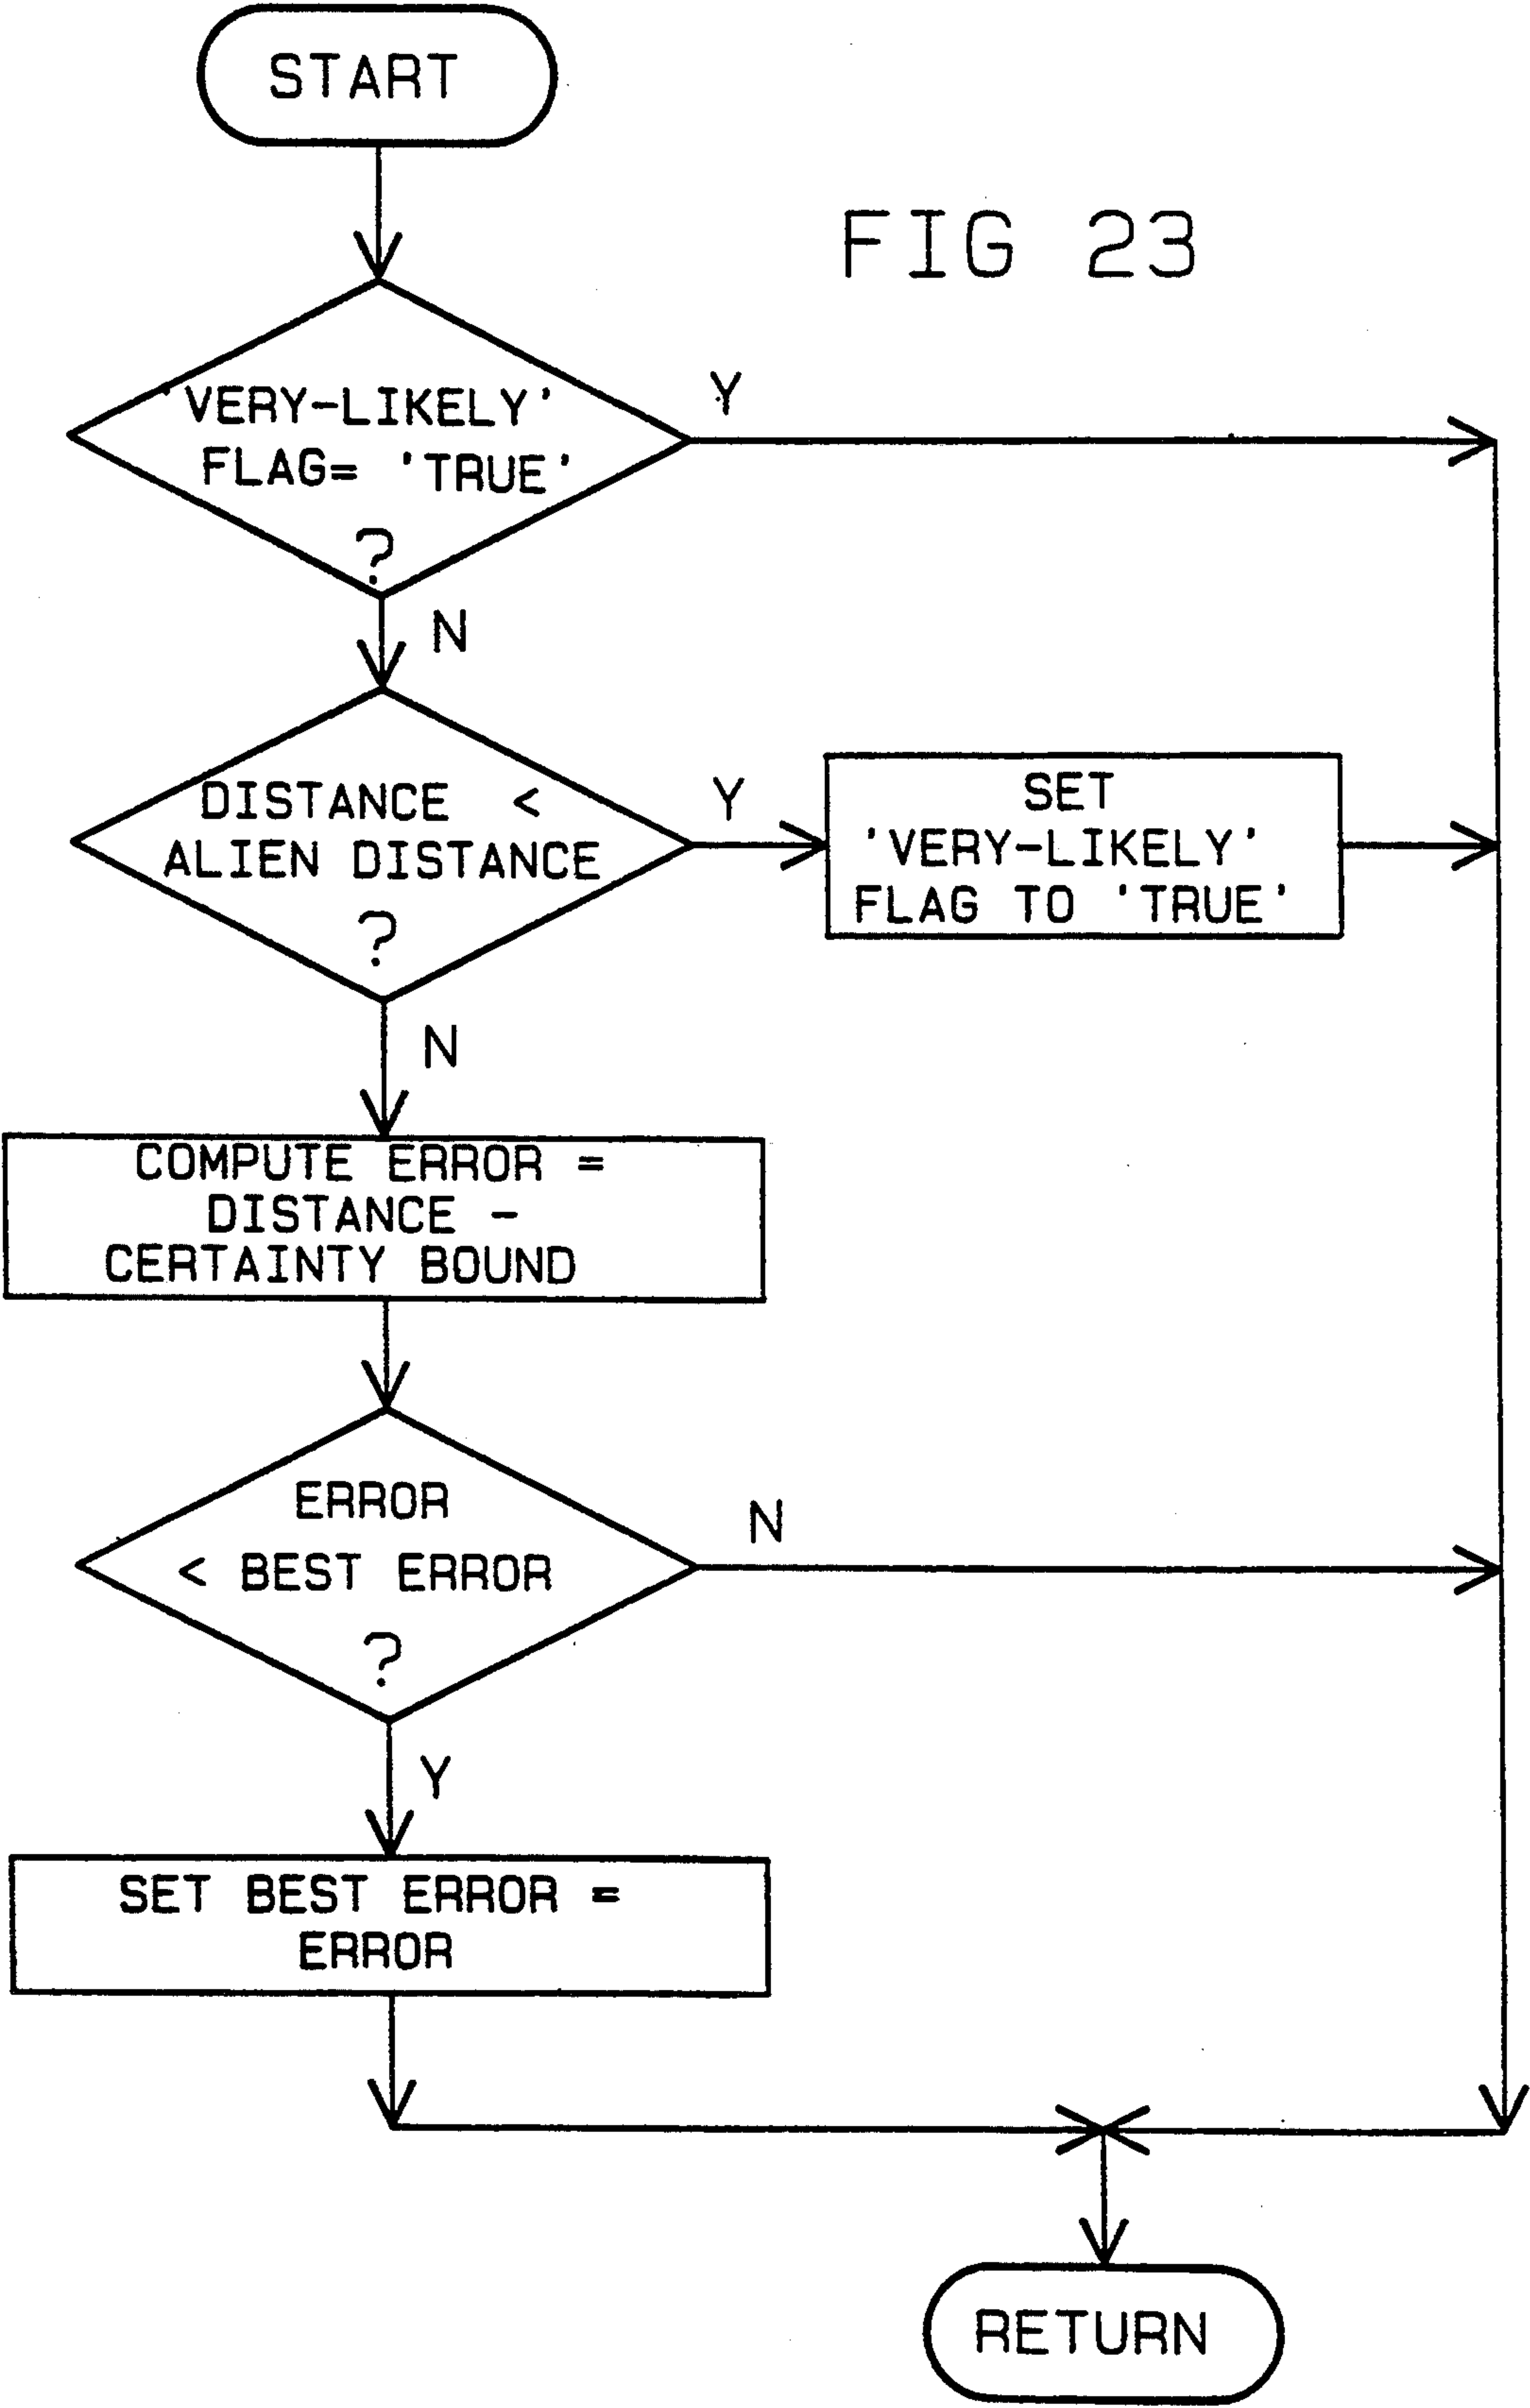 START
FIG 23
'VERY-LIKELY'
FLAG= 'TRUE'
?
Y
N
DISTANCE <
ALIEN DISTANCE
?
Y
SET
'VERY-LIKELY'
FLAG TO 'TRUE'
N
COMPUTE ERROR =
DISTANCE -
CERTAINTY BOUND
ERROR
< BEST ERROR
?
N
Y
SET BEST ERROR =
ERROR
RETURN